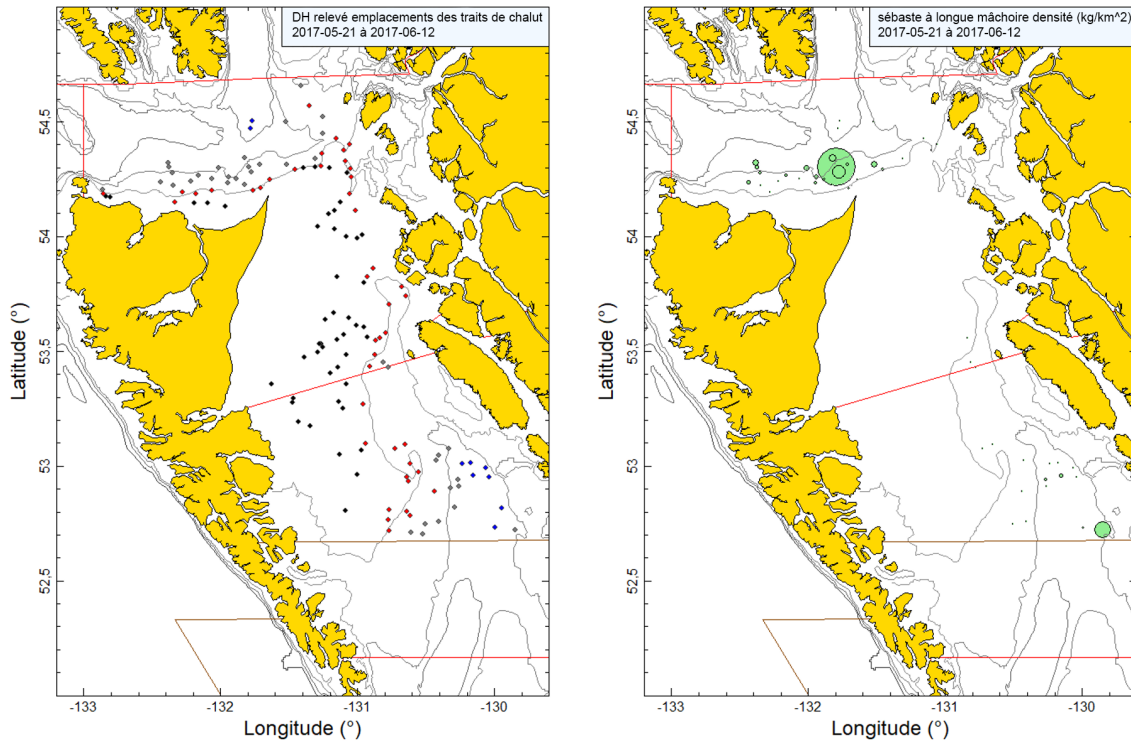 DH relevé emplacements des traits de chalut
2017-05-21 à 2017-06-12
54.5
54
53.5
53
52.5
Latitude (°)
-133
-132
-131
-130
Longitude (°)
sébaste à longue mâchoire densité (kg/km^2)
2017-05-21 à 2017-06-12
54.5
54
53.5
53
52.5
Latitude (°)
-133
-132
-131
-130
Longitude (°)